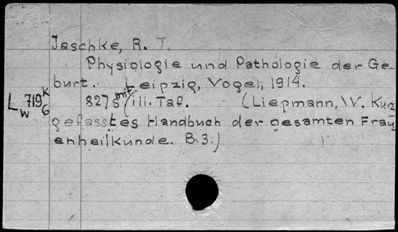 Jaschke, R. T.
Physiologie und Pathologie der Ge-
burt. Leipzig, Vogel, 1914.
L w 719 K 6
827 S. mit III. Taf. (Liepmann, W. Kurz
gefasstes Handbuch der gesamten Frau
enheilkunde. B.3.)